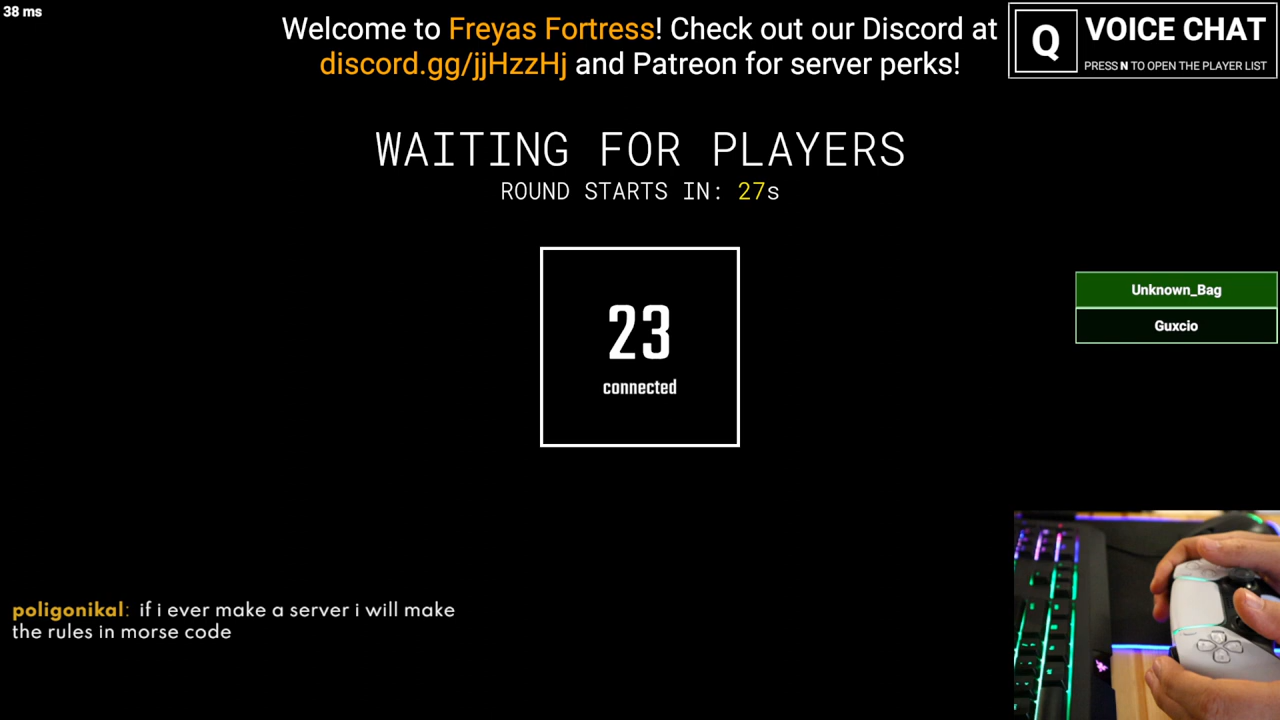 38 ms
Welcome to Freyas Fortress! Check out our Discord at
discord.gg/jjHzzHj and Patreon for server perks!
Q
VOICE CHAT
PRESS N TO OPEN THE PLAYER LIST
WAITING FOR PLAYERS
ROUND STARTS IN: 27s
23
connected
Unknown_Bag
Guxcio
poligonikal: if i ever make a server i will make
the rules in morse code